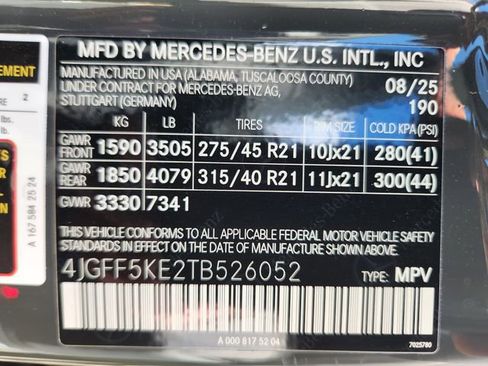 MFD BY MERCEDES-BENZ U.S. INTL., INC
MANUFACTURED IN USA (ALABAMA, TUSCALOOSA COUNTY)
UNDER CONTRACT FOR MERCEDES-BENZ AG,
STUTTGART (GERMANY)
08/25
190
KG LB TIRES RIM SIZE COLD KPA(PSI)
GAWR FRONT 1590 3505 275/45 R21 10Jx21 280(41)
GAWR REAR 1850 4079 315/40 R21 11Jx21 300(44)
GVWR 3330 7341
THIS VEHICLE CONFORMS TO ALL APPLICABLE FEDERAL MOTOR VEHICLE
SAFETY STANDARDS IN EFFECT ON THE DATE OF MANUFACTURE SHOWN ABOVE.
4JGFF5KE2TB526052 TYPE: MPV
A 000 817 52 04
7025780
EMENT
2
lbs.
lb.
A 167 584 25 24